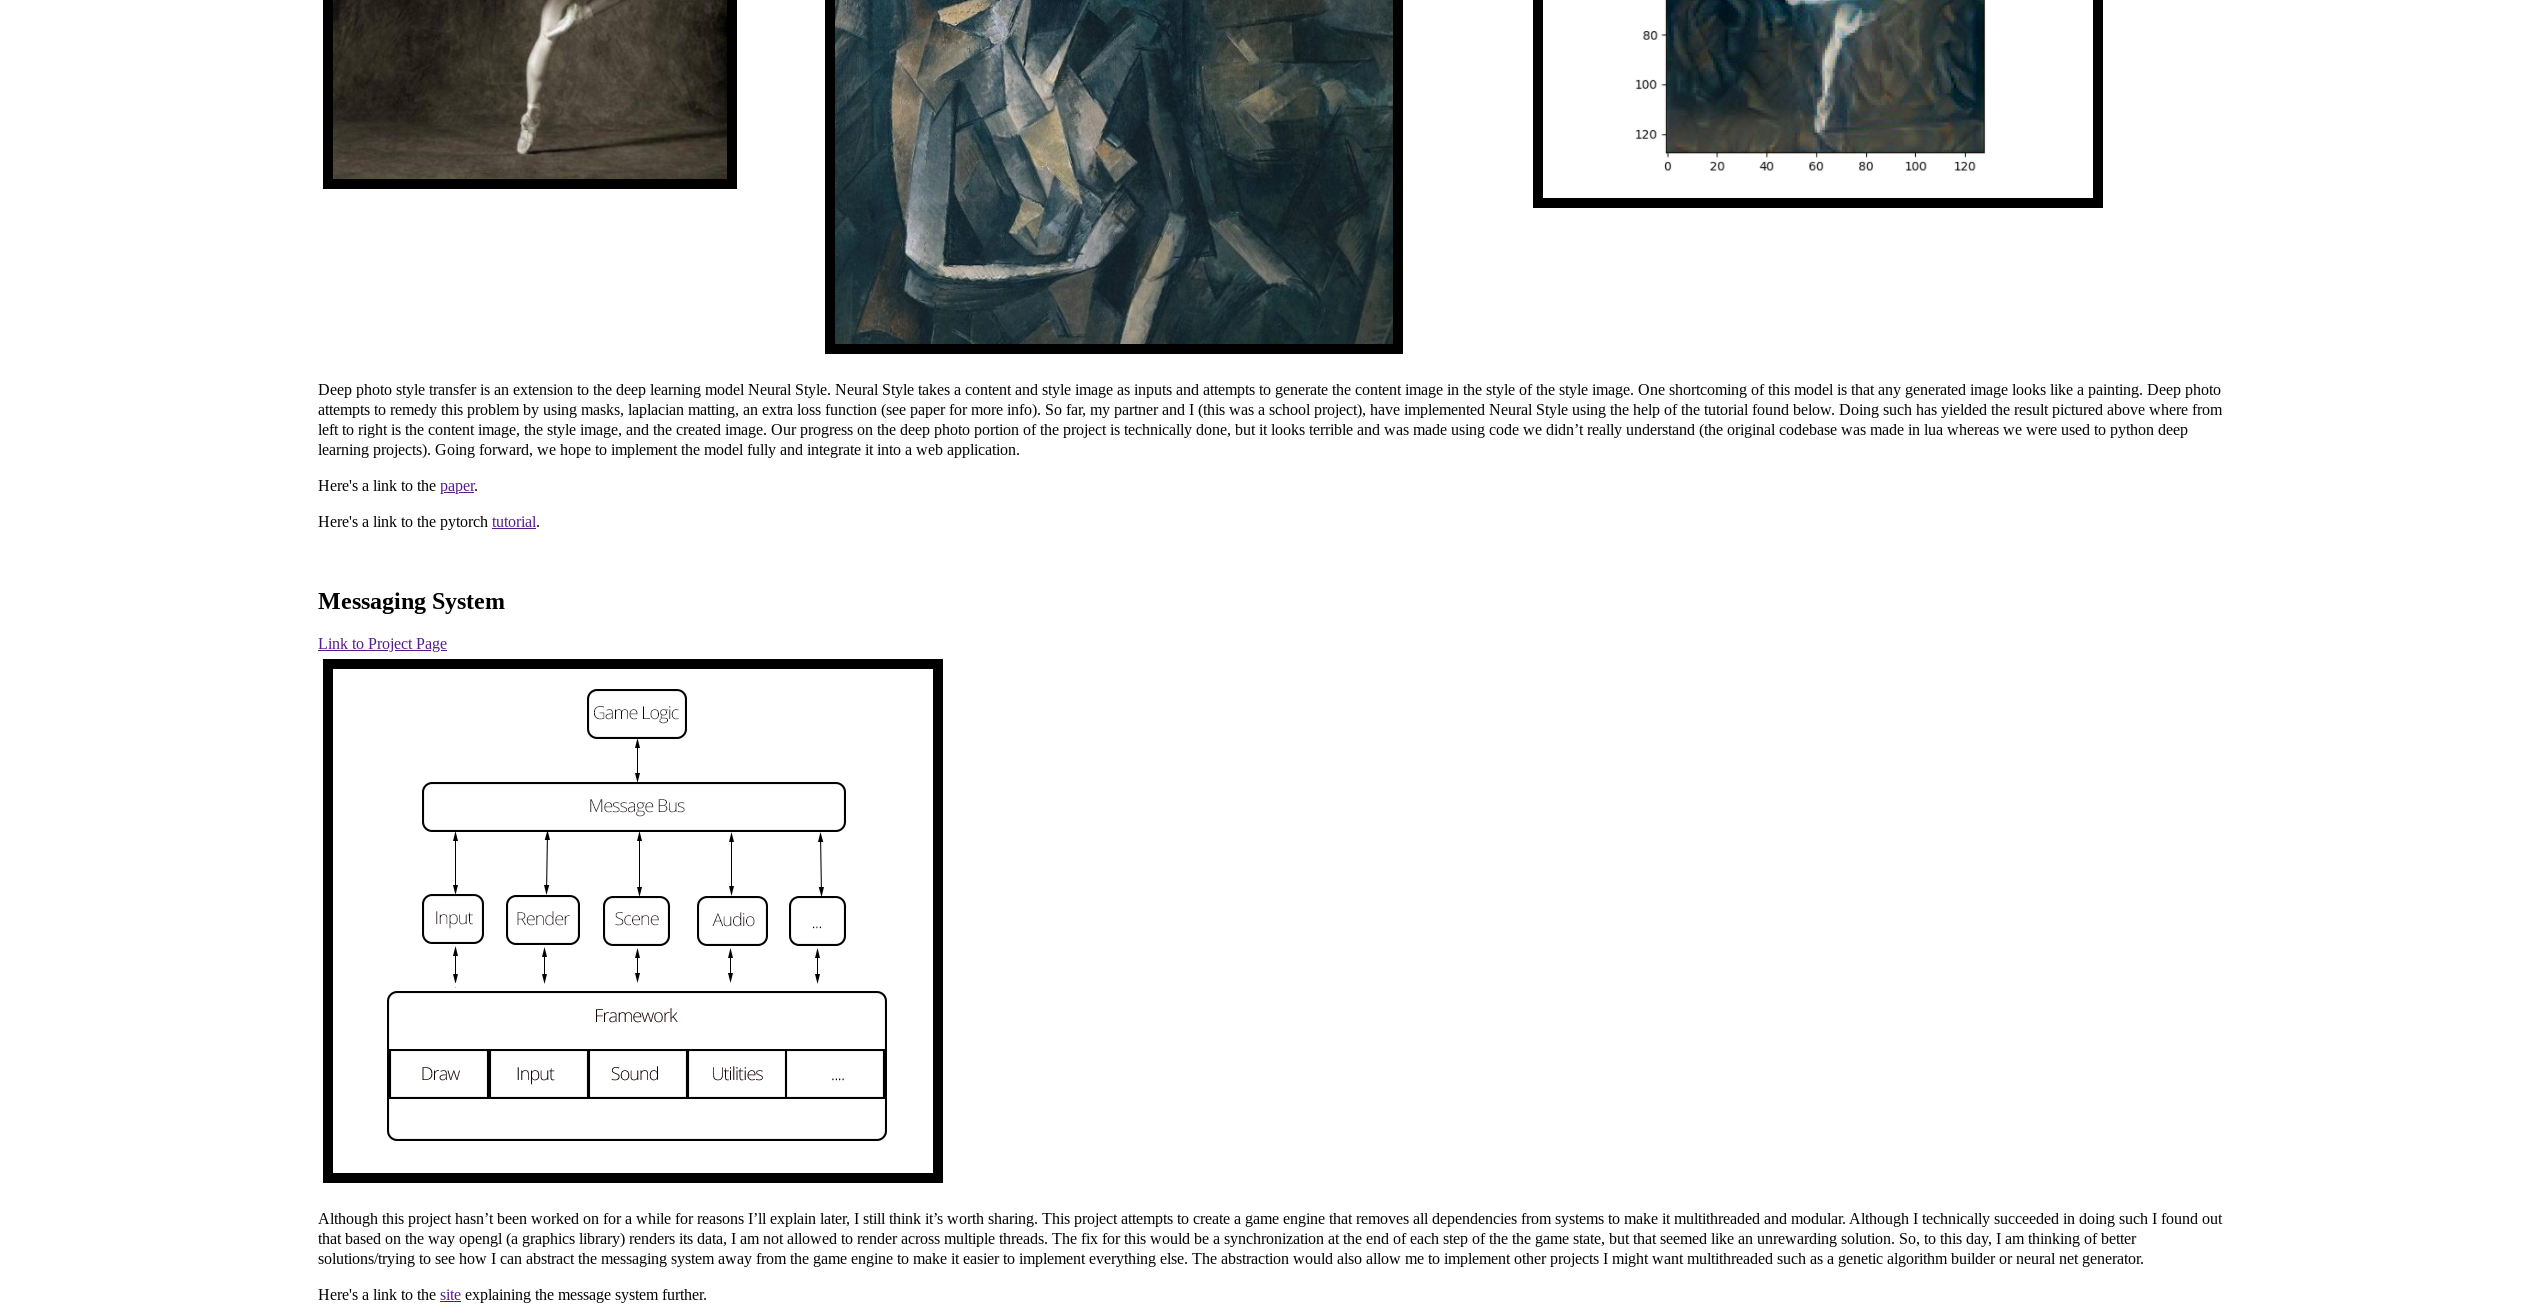 80
100
120
0 20 40 60 80 100 120
Deep photo style transfer is an extension to the deep learning model Neural Style. Neural Style takes a content and style image as inputs and attempts to generate the content image in the style of the style image. One shortcoming of this model is that any generated image looks like a painting. Deep photo
attempts to remedy this problem by using masks, laplacian matting, an extra loss function (see paper for more info). So far, my partner and I (this was a school project), have implemented Neural Style using the help of the tutorial found below. Doing such has yielded the result pictured above where from
left to right is the content image, the style image, and the created image. Our progress on the deep photo portion of the project is technically done, but it looks terrible and was made using code we didn’t really understand (the original codebase was made in lua whereas we were used to python deep
learning projects). Going forward, we hope to implement the model fully and integrate it into a web application.
Here's a link to the paper.
Here's a link to the pytorch tutorial.
Messaging System
Link to Project Page
Game Logic
Message Bus
Input Render Scene Audio ...
Framework
Draw Input Sound Utilities ....
Although this project hasn’t been worked on for a while for reasons I’ll explain later, I still think it’s worth sharing. This project attempts to create a game engine that removes all dependencies from systems to make it multithreaded and modular. Although I technically succeeded in doing such I found out
that based on the way opengl (a graphics library) renders its data, I am not allowed to render across multiple threads. The fix for this would be a synchronization at the end of each step of the the game state, but that seemed like an unrewarding solution. So, to this day, I am thinking of better
solutions/trying to see how I can abstract the messaging system away from the game engine to make it easier to implement everything else. The abstraction would also allow me to implement other projects I might want multithreaded such as a genetic algorithm builder or neural net generator.
Here's a link to the site explaining the message system further.